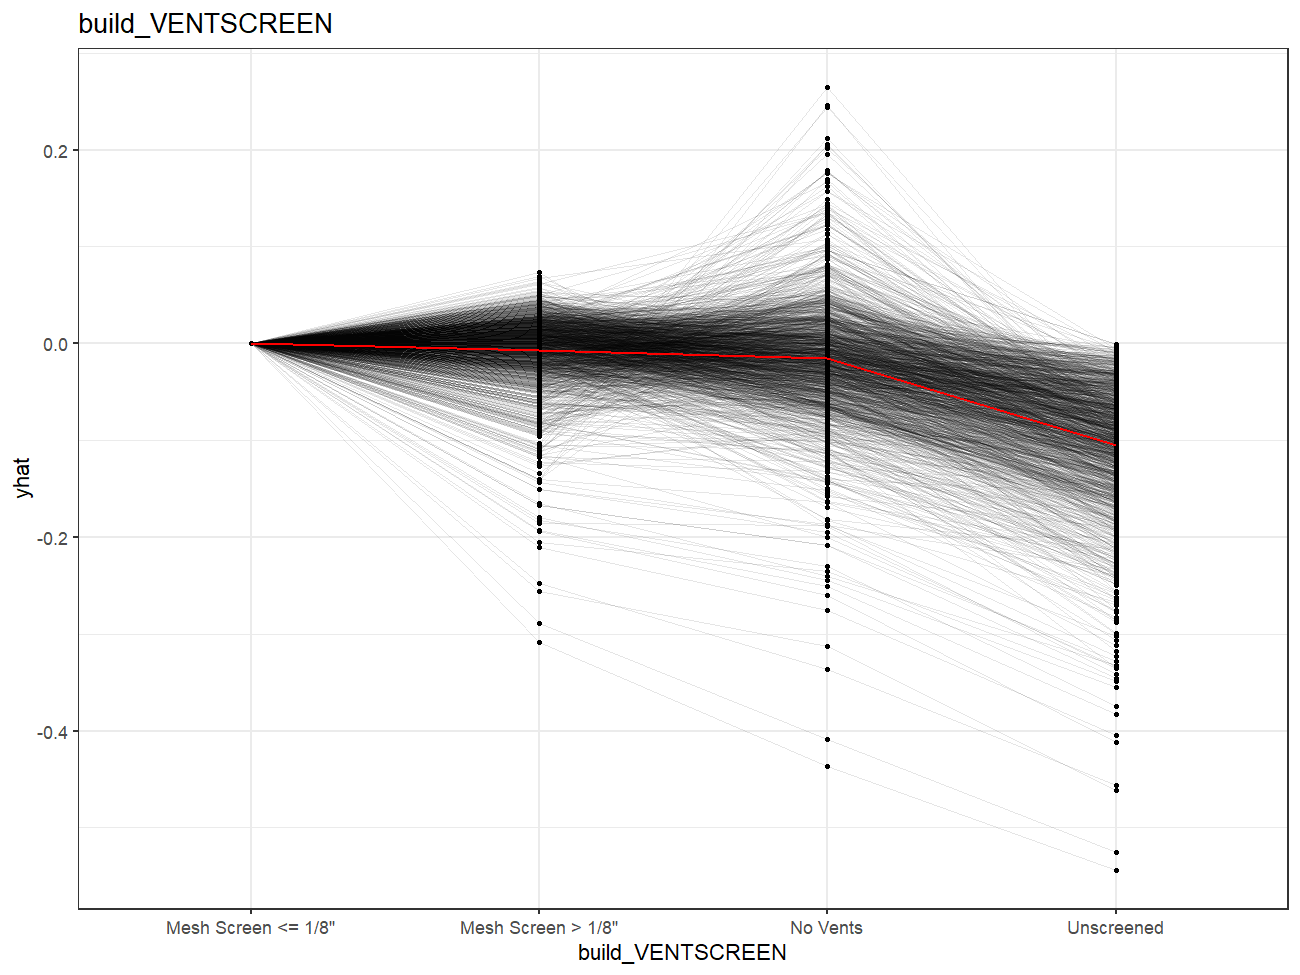 build_VENTSCREEN
0.2
0.0
-0.2
-0.4
yhat
Mesh Screen <= 1/8" Mesh Screen > 1/8" No Vents Unscreened
build_VENTSCREEN